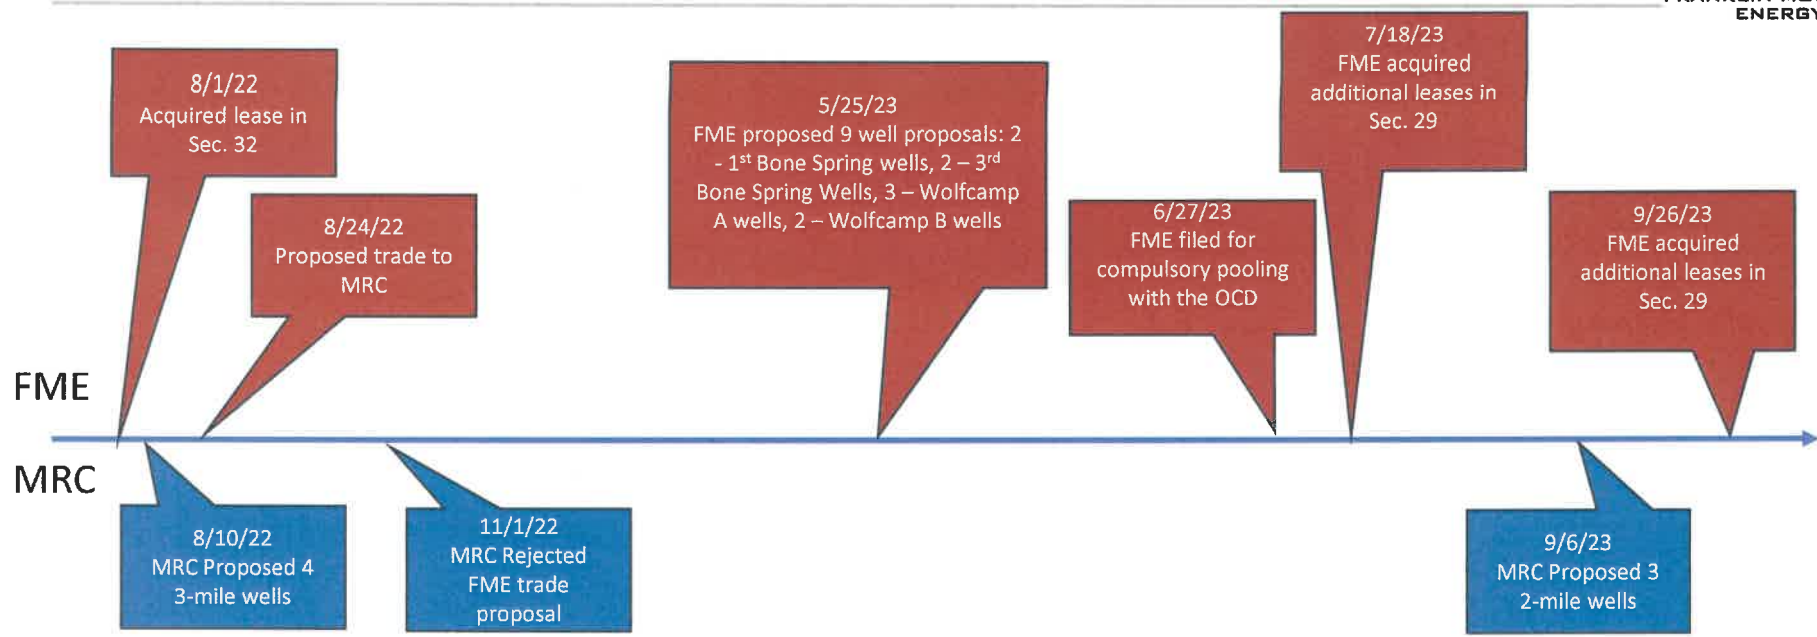 ENERGY
8/1/22
Acquired lease in
Sec. 32
8/24/22
Proposed trade to
MRC
5/25/23
FME proposed 9 well proposals: 2
- 1st Bone Spring wells, 2 – 3rd
Bone Spring Wells, 3 – Wolfcamp
A wells, 2 – Wolfcamp B wells
6/27/23
FME filed for
compulsory pooling
with the OCD
7/18/23
FME acquired
additional leases in
Sec. 29
9/26/23
FME acquired
additional leases in
Sec. 29
FME
MRC
8/10/22
MRC Proposed 4
3-mile wells
11/1/22
MRC Rejected
FME trade
proposal
9/6/23
MRC Proposed 3
2-mile wells